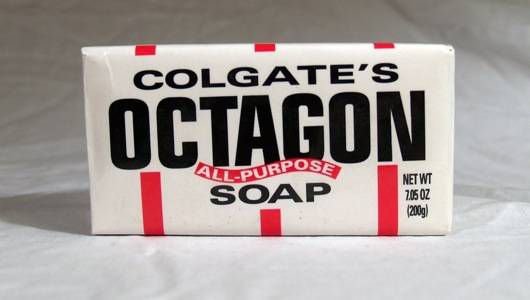 COLGATE'S
OCTAGON
ALL-PURPOSE
SOAP
NET WT
7.05 OZ
(200g)